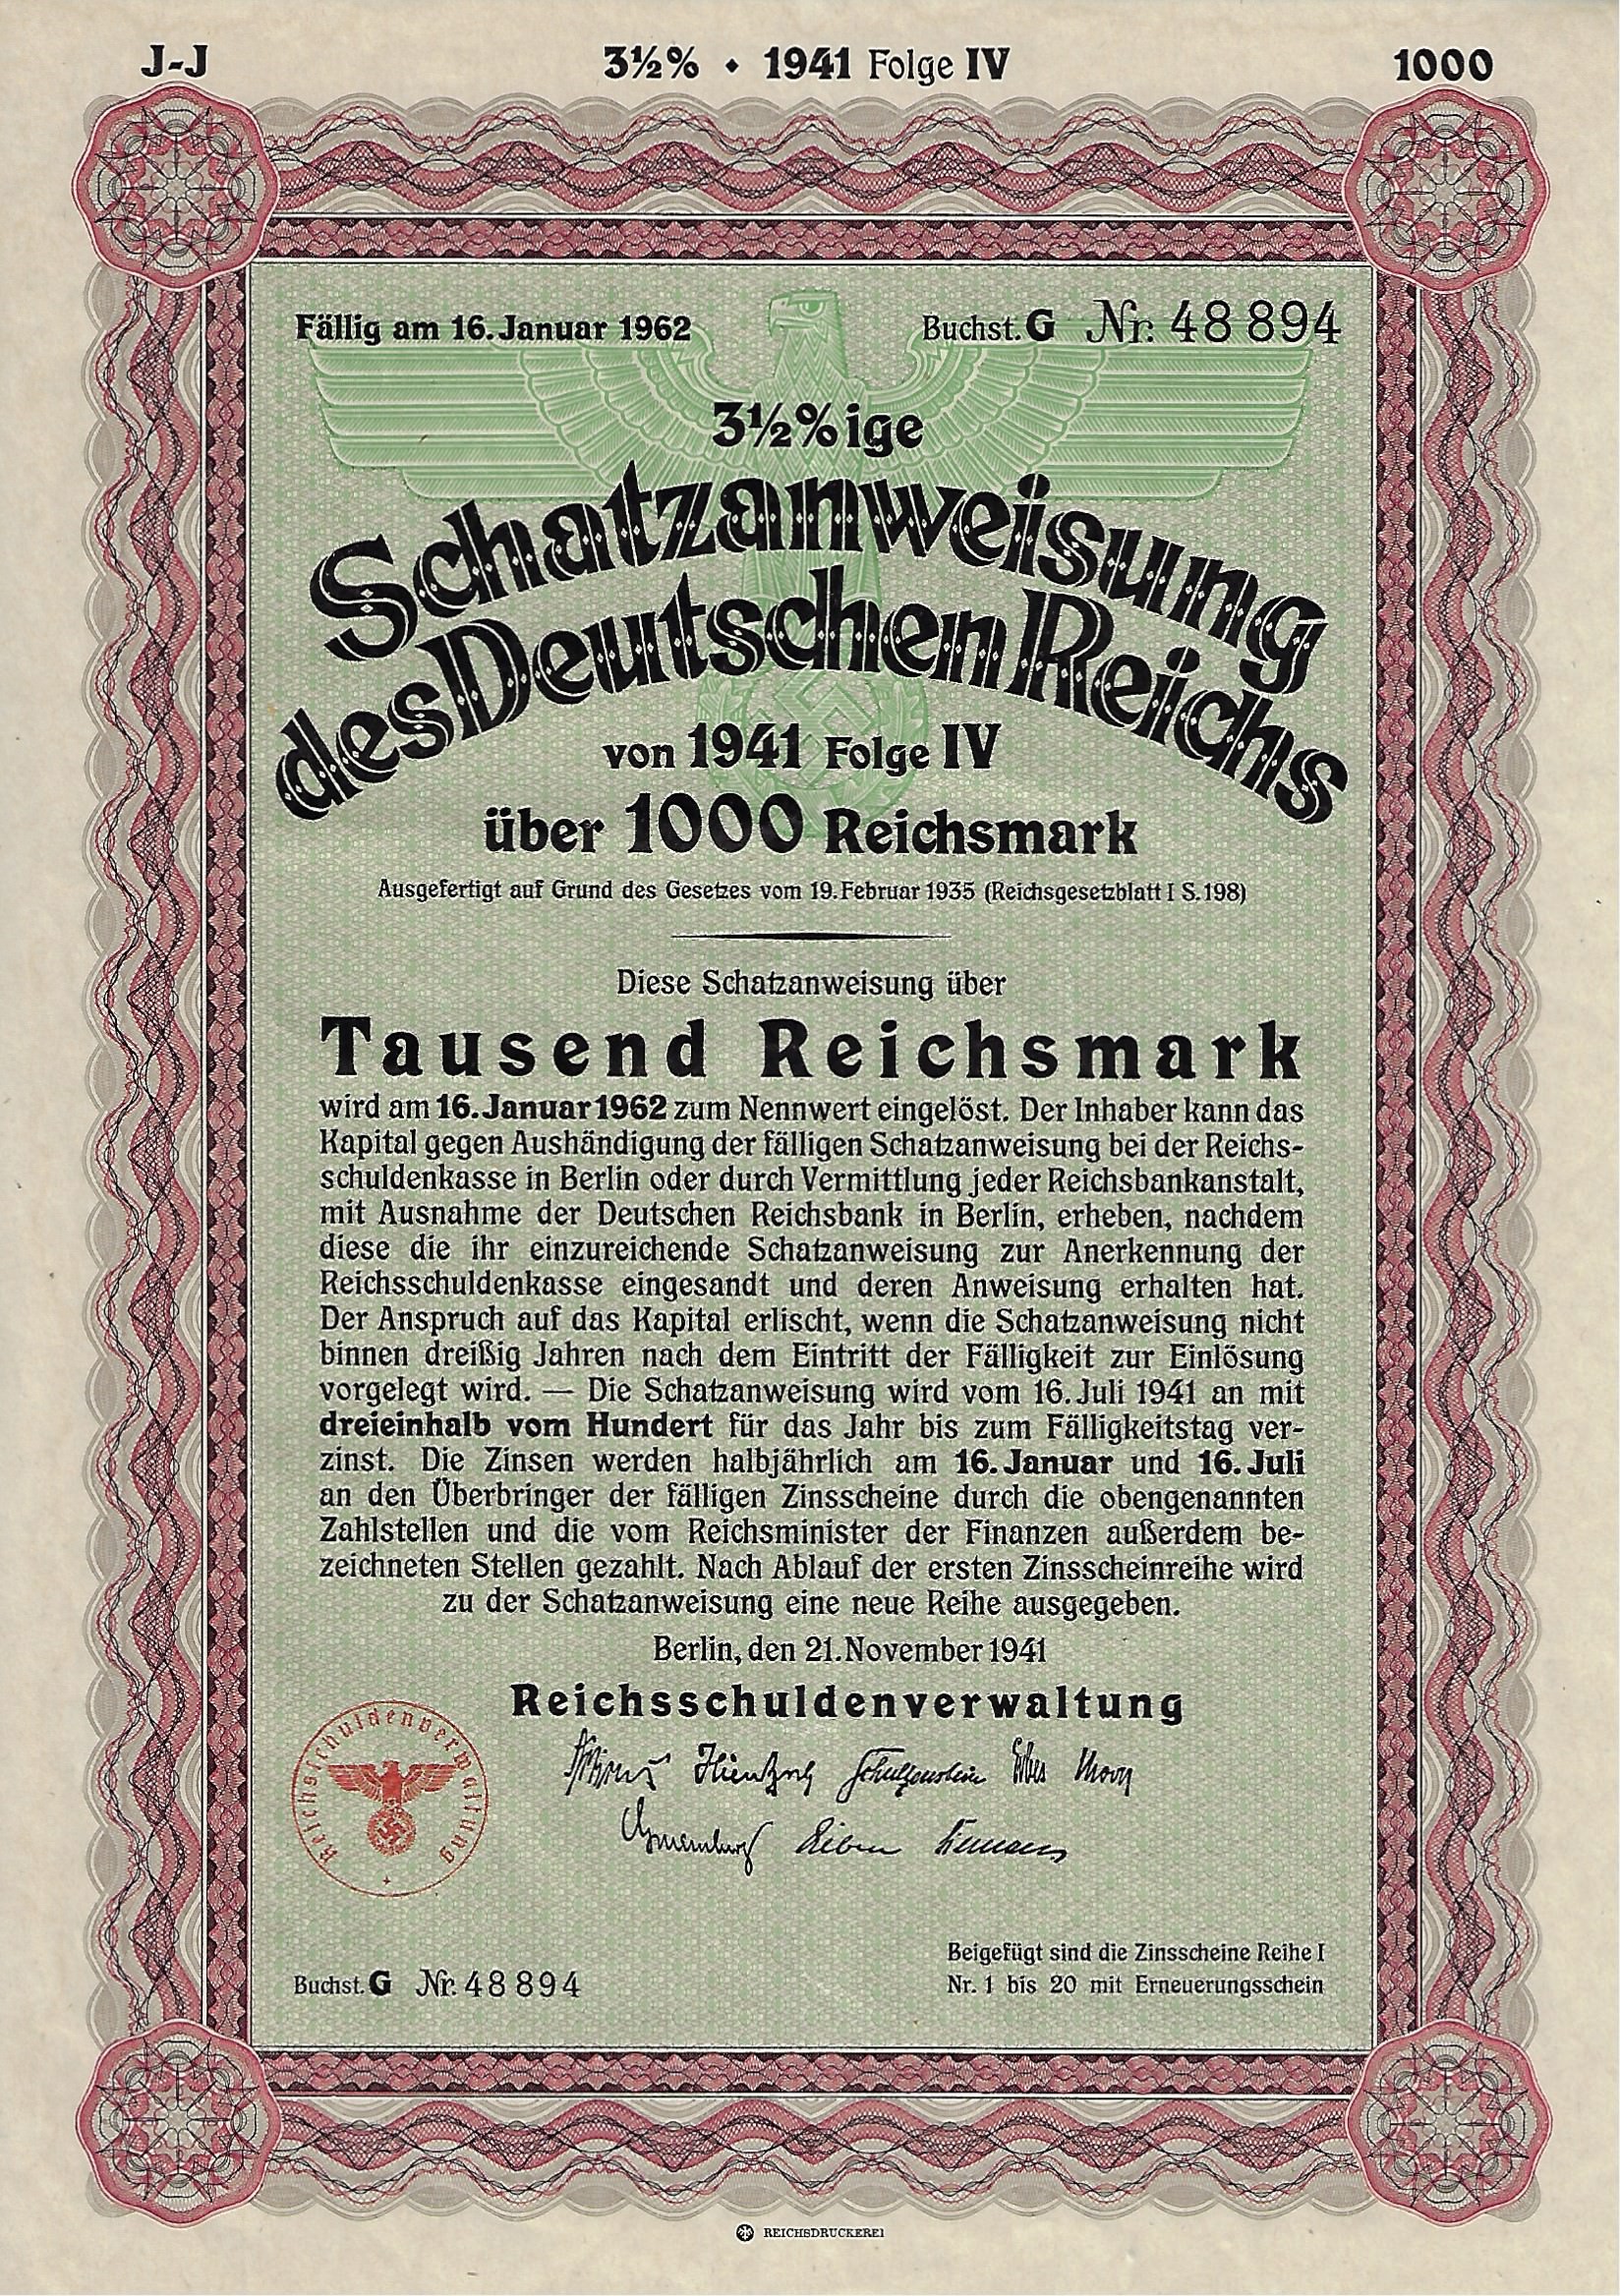 J-J 3½% • 1941 Folge IV 1000
Fällig am 16. Januar 1962 Buchst. G Nr. 48 894
3½%ige
Schatzanweisung
des Deutschen Reichs
von 1941 Folge IV
über 1000 Reichsmark
Ausgefertigt auf Grund des Gesetzes vom 19. Februar 1935 (Reichsgesetzblatt I S. 198)
Diese Schatzanweisung über
Tausend Reichsmark
wird am 16. Januar 1962 zum Nennwert eingelöst. Der Inhaber kann das
Kapital gegen Aushändigung der fälligen Schatzanweisung bei der Reichs-
schuldenkasse in Berlin oder durch Vermittlung jeder Reichsbankanstalt,
mit Ausnahme der Deutschen Reichsbank in Berlin, erheben, nachdem
diese die ihr einzureichende Schatzanweisung zur Anerkennung der
Reichsschuldenkasse eingesandt und deren Anweisung erhalten hat.
Der Anspruch auf das Kapital erlischt, wenn die Schatzanweisung nicht
binnen dreißig Jahren nach dem Eintritt der Fälligkeit zur Einlösung
vorgelegt wird. — Die Schatzanweisung wird vom 16. Juli 1941 an mit
dreieinhalb vom Hundert für das Jahr bis zum Fälligkeitstag ver-
zinst. Die Zinsen werden halbjährlich am 16. Januar und 16. Juli
an den Überbringer der fälligen Zinsscheine durch die obengenannten
Zahlstellen und die vom Reichsminister der Finanzen außerdem be-
zeichneten Stellen gezahlt. Nach Ablauf der ersten Zinsscheinreihe wird
zu der Schatzanweisung eine neue Reihe ausgegeben.
Berlin, den 21. November 1941
Reichsschuldenverwaltung
Reichsschuldenverwaltung
Beigefügt sind die Zinsscheine Reihe I
Buchst. G Nr. 48 894 Nr. 1 bis 20 mit Erneuerungsschein
REICHSDRUCKEREI